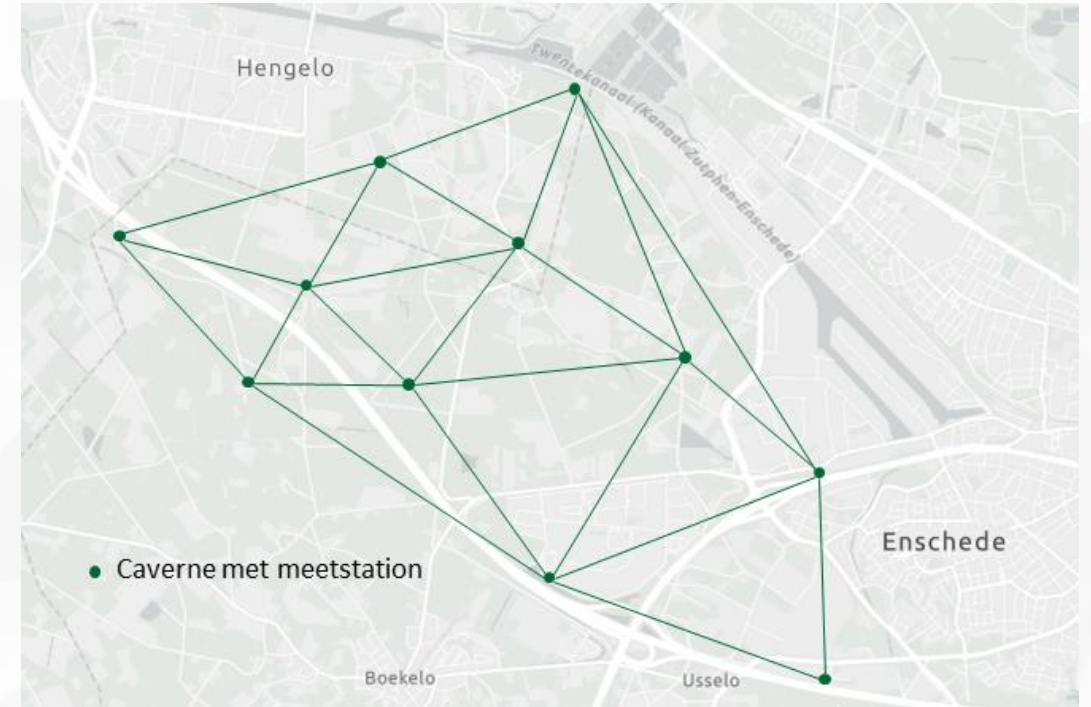 Hengelo
Twentekanaal (Kanaal Zutphen-Enschede)
Enschede
Caverne met meetstation
Boekelo
Usselo